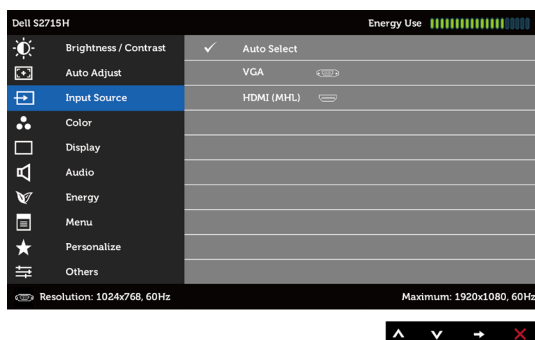 Dell S2715H Energy Use
Brightness / Contrast Auto Select
Auto Adjust VGA
Input Source HDMI (MHL)
Color
Display
Audio
Energy
Menu
Personalize
Others
Resolution: 1024x768, 60Hz Maximum: 1920x1080, 60Hz